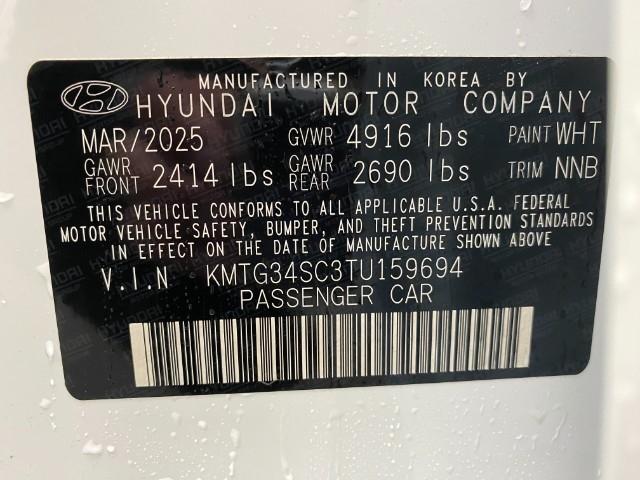 MANUFACTURED IN KOREA BY
HYUNDAI MOTOR COMPANY
MAR/2025 GVWR 4916 lbs PAINT WHT
GAWR FRONT 2414 lbs GAWR REAR 2690 lbs TRIM NNB
THIS VEHICLE CONFORMS TO ALL APPLICABLE U.S.A. FEDERAL
MOTOR VEHICLE SAFETY, BUMPER, AND THEFT PREVENTION STANDARDS
IN EFFECT ON THE DATE OF MANUFACTURE SHOWN ABOVE
V.I.N KMTG34SC3TU159694
PASSENGER CAR